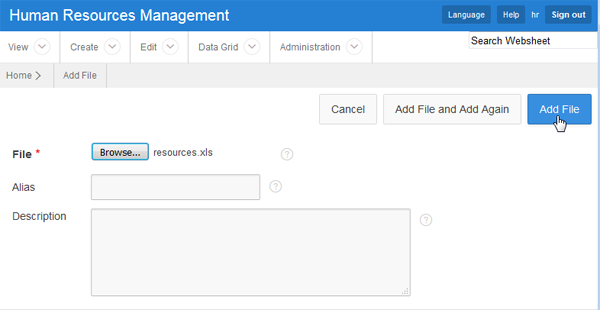 Human Resources Management Language Help hr Sign out
View Create Edit Data Grid Administration Search Websheet
Home Add File
Cancel Add File and Add Again Add File
File * Browse... resources.xls ?
Alias ?
Description ?